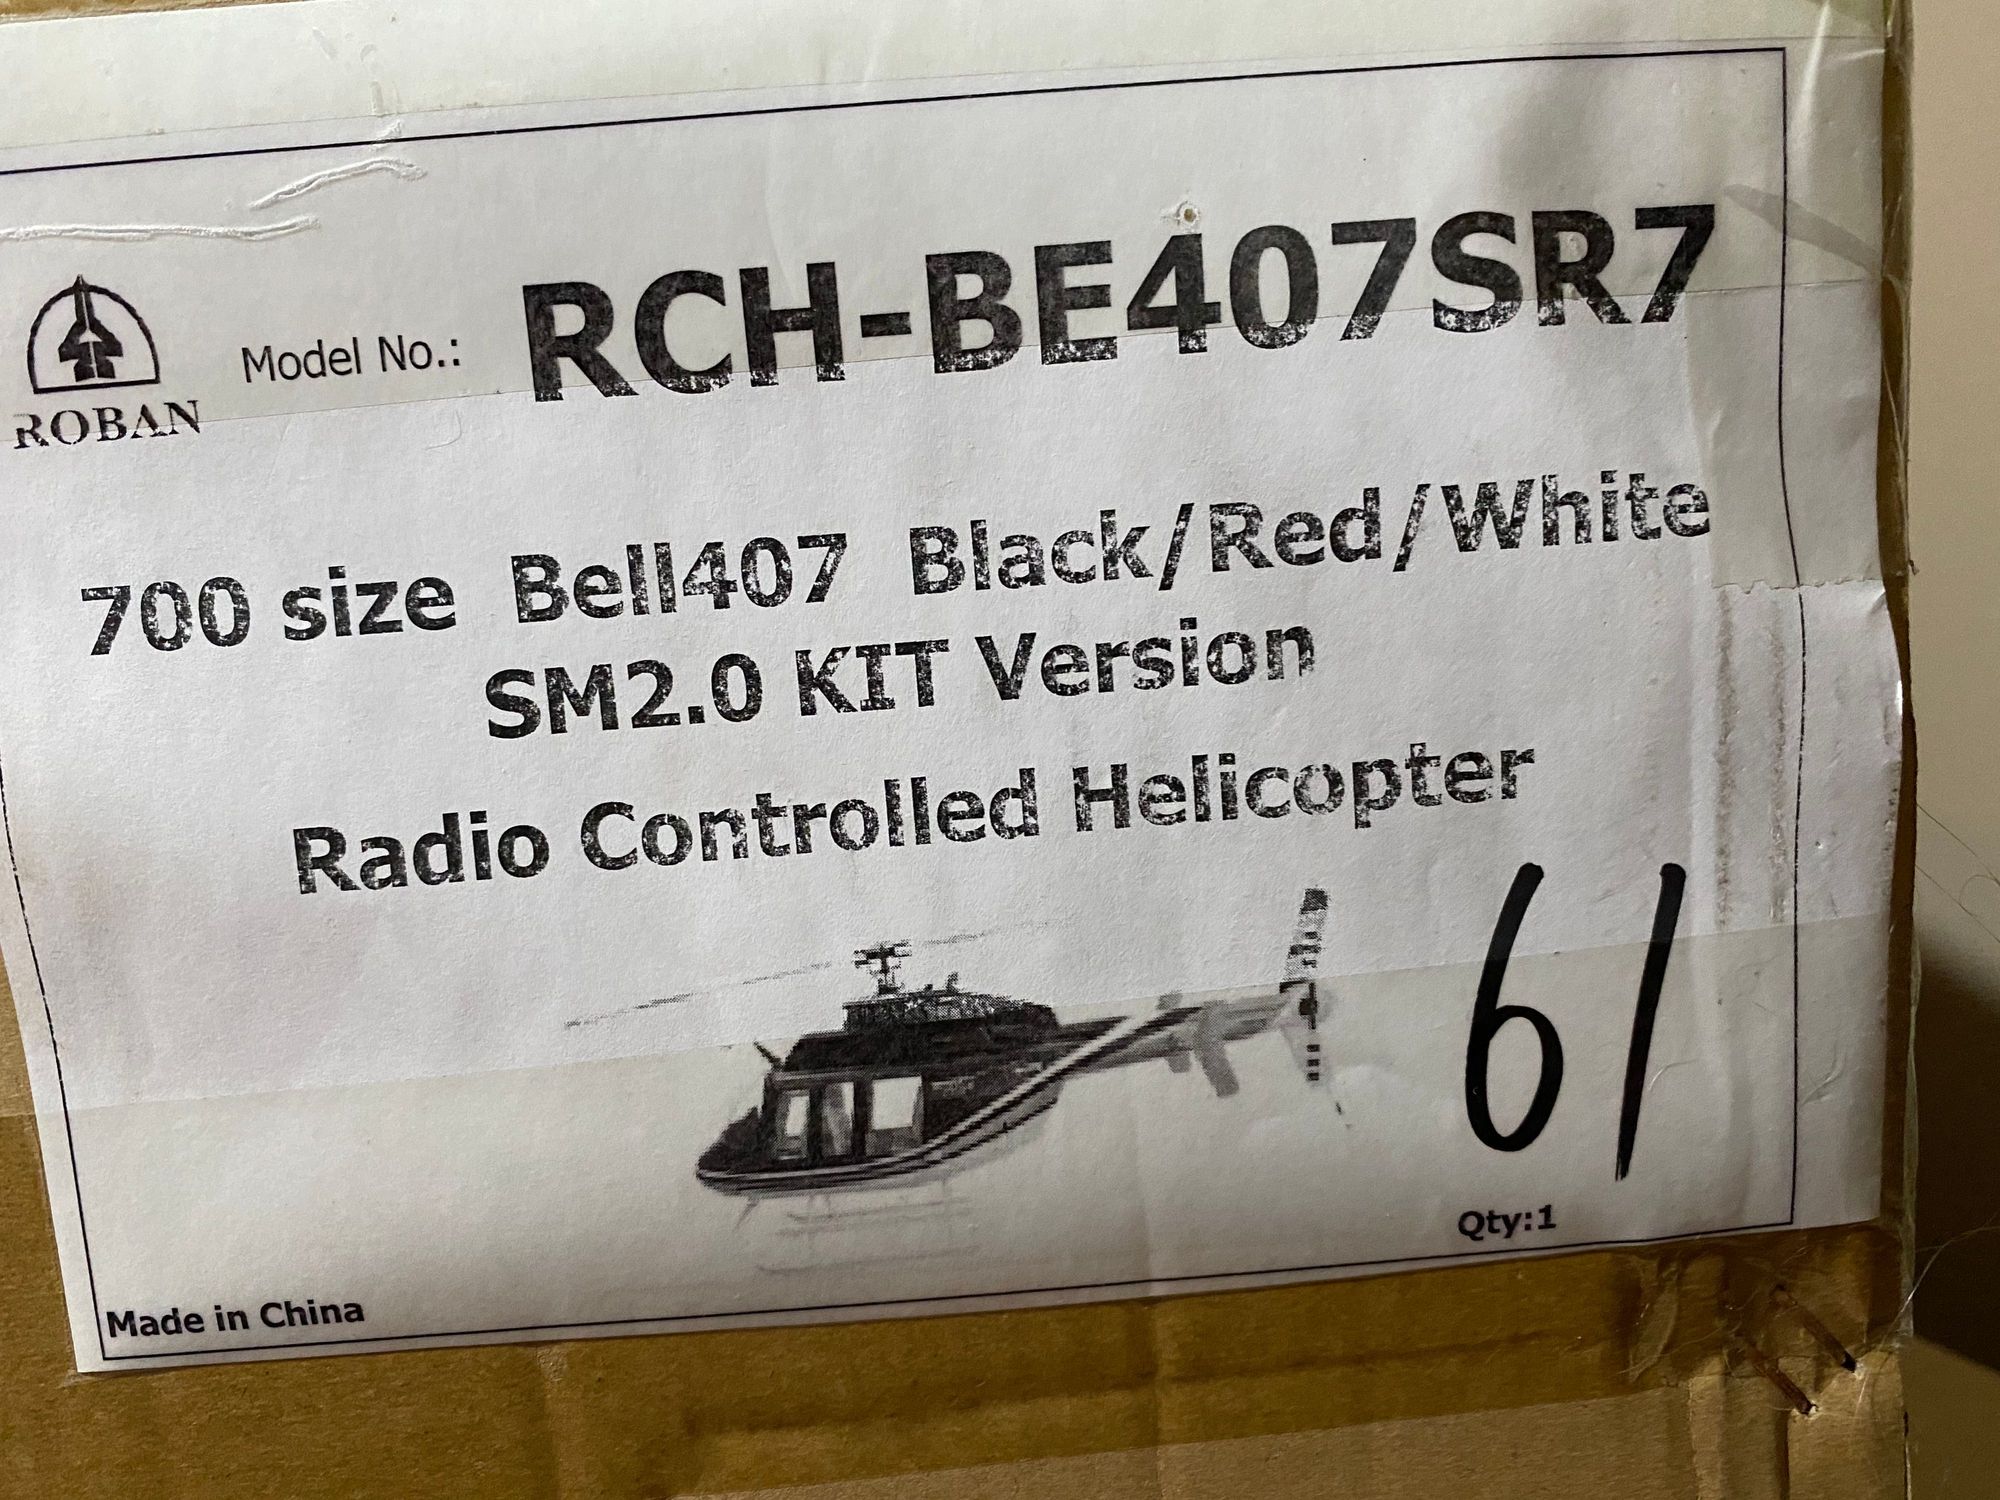 ROBAN
Model No.: RCH-BE407SR7
700 size Bell407 Black/Red/White
SM2.0 KIT Version
Radio Controlled Helicopter
61
Qty:1
Made in China